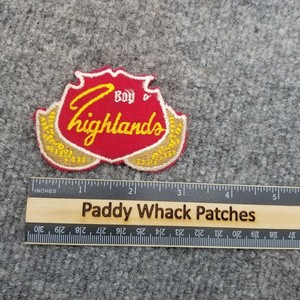 Boy o'
highlands
INCHES 1 2 3 4 5
Paddy Whack Patches